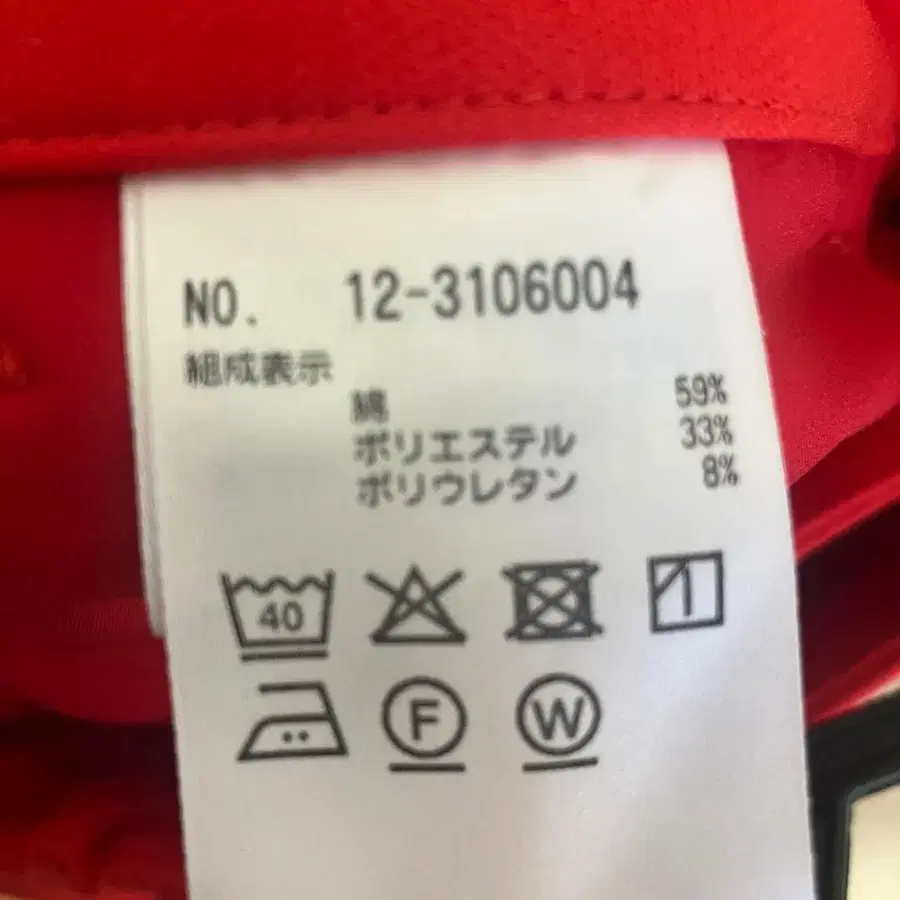 NO. 12-3106004
組成表示
綿 59%
ポリエステル 33%
ポリウレタン 8%
40
F W